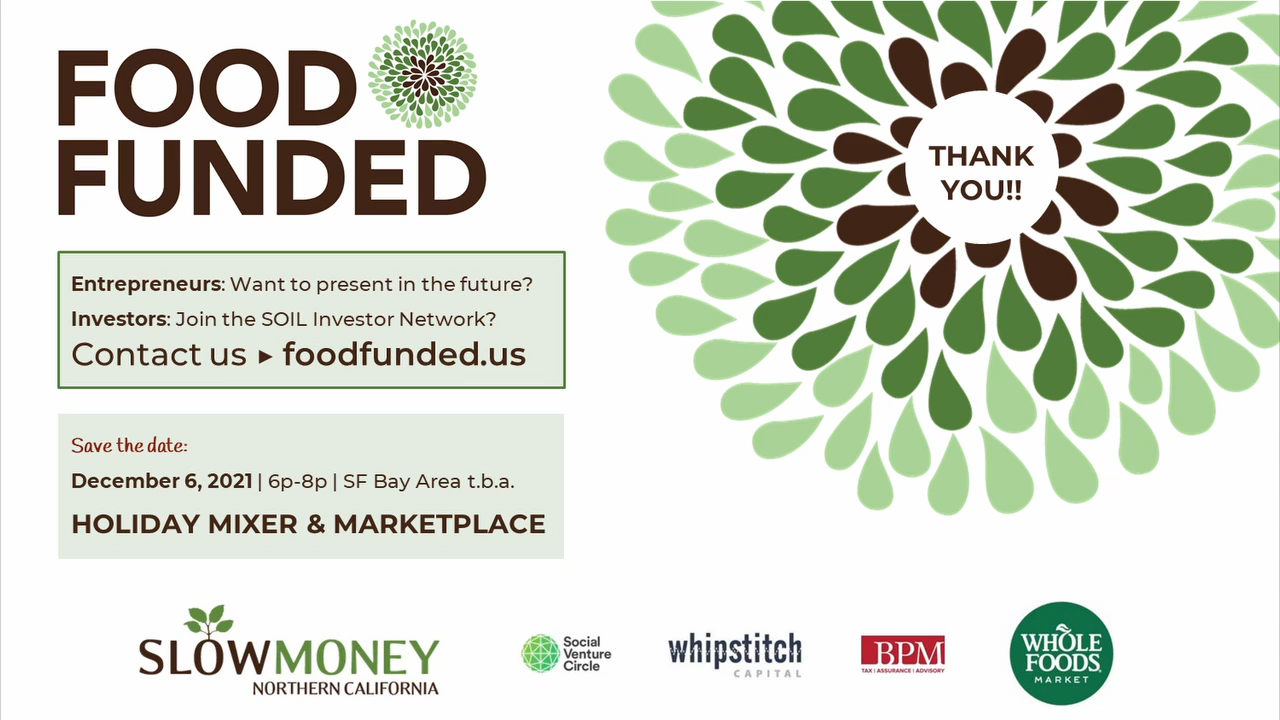 FOOD
FUNDED
THANK
YOU!!
Entrepreneurs: Want to present in the future?
Investors: Join the SOIL Investor Network?
Contact us ▸ foodfunded.us
Save the date:
December 6, 2021 | 6p-8p | SF Bay Area t.b.a.
HOLIDAY MIXER & MARKETPLACE
SLOWMONEY
NORTHERN CALIFORNIA
Social
Venture
Circle
whipstitch
CAPITAL
BPM
TAX | ASSURANCE | ADVISORY
WHOLE
FOODS
MARKET